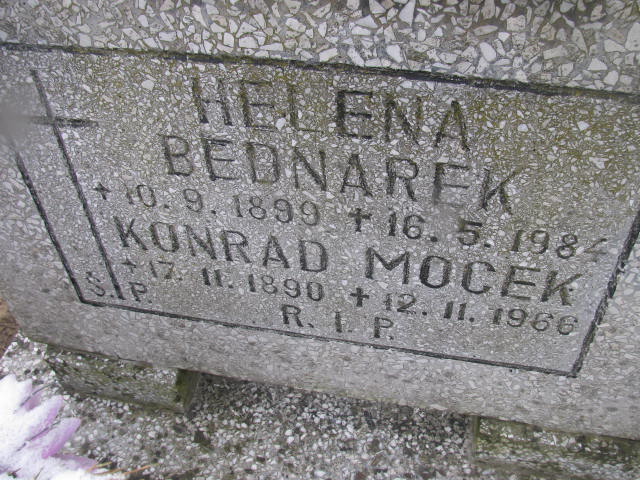 HELENA
BEDNAREK
+ 10. 9. 1899 + 16. 5. 1984
KONRAD MOCEK
+ 17. 11. 1890 + 12. 11. 1966
Ś. P.
R. I. P.